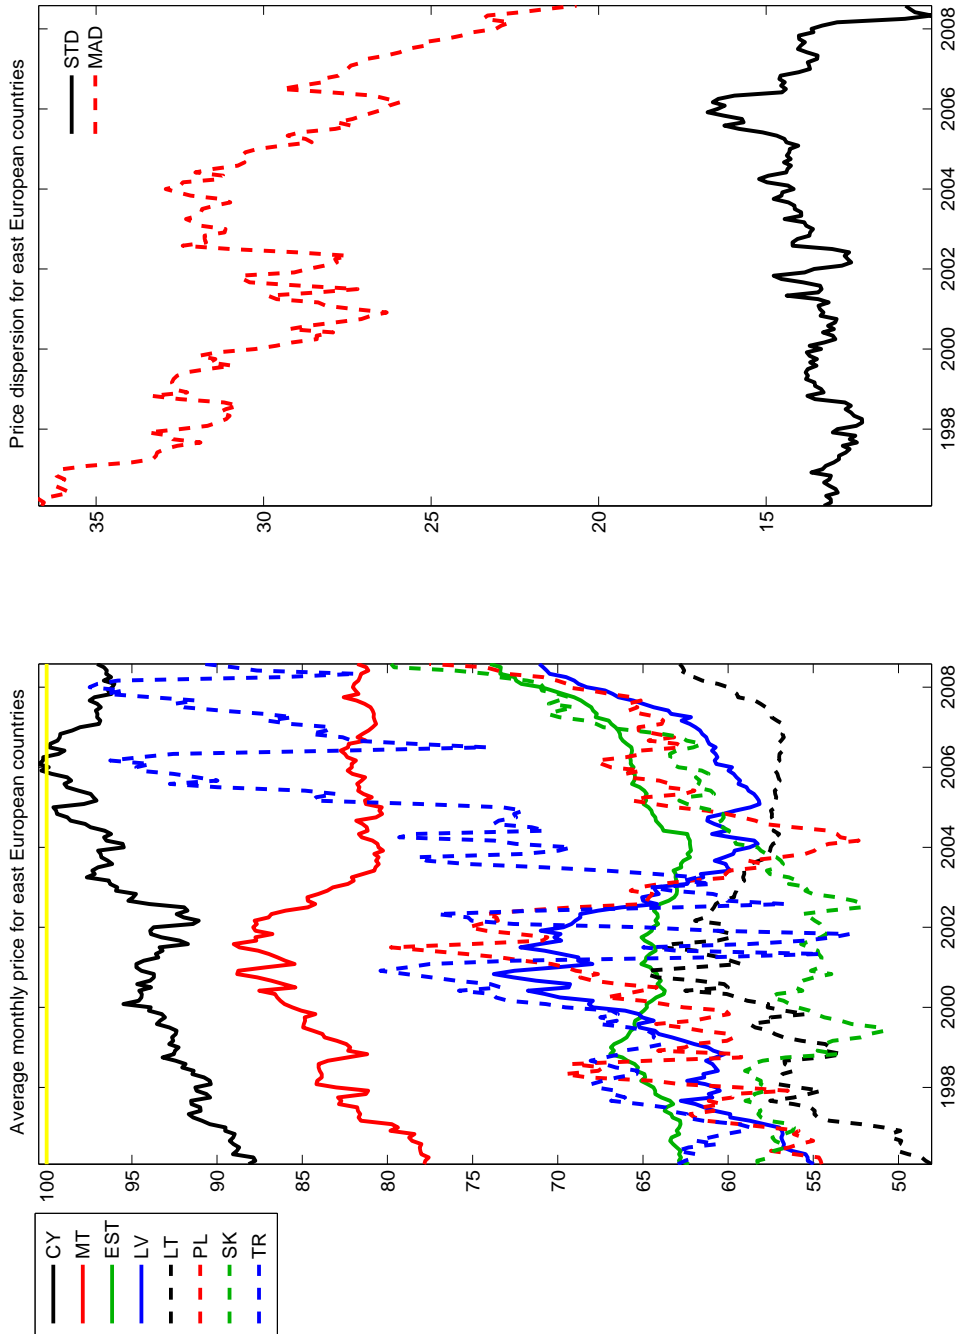 Average monthly price for east European countries
100
95
90
85
80
75
70
65
60
55
50
1998
2000
2002
2004
2006
2008
CY
MT
EST
LV
LT
PL
SK
TR
Price dispersion for east European countries
35
30
25
20
15
1998
2000
2002
2004
2006
2008
STD
MAD